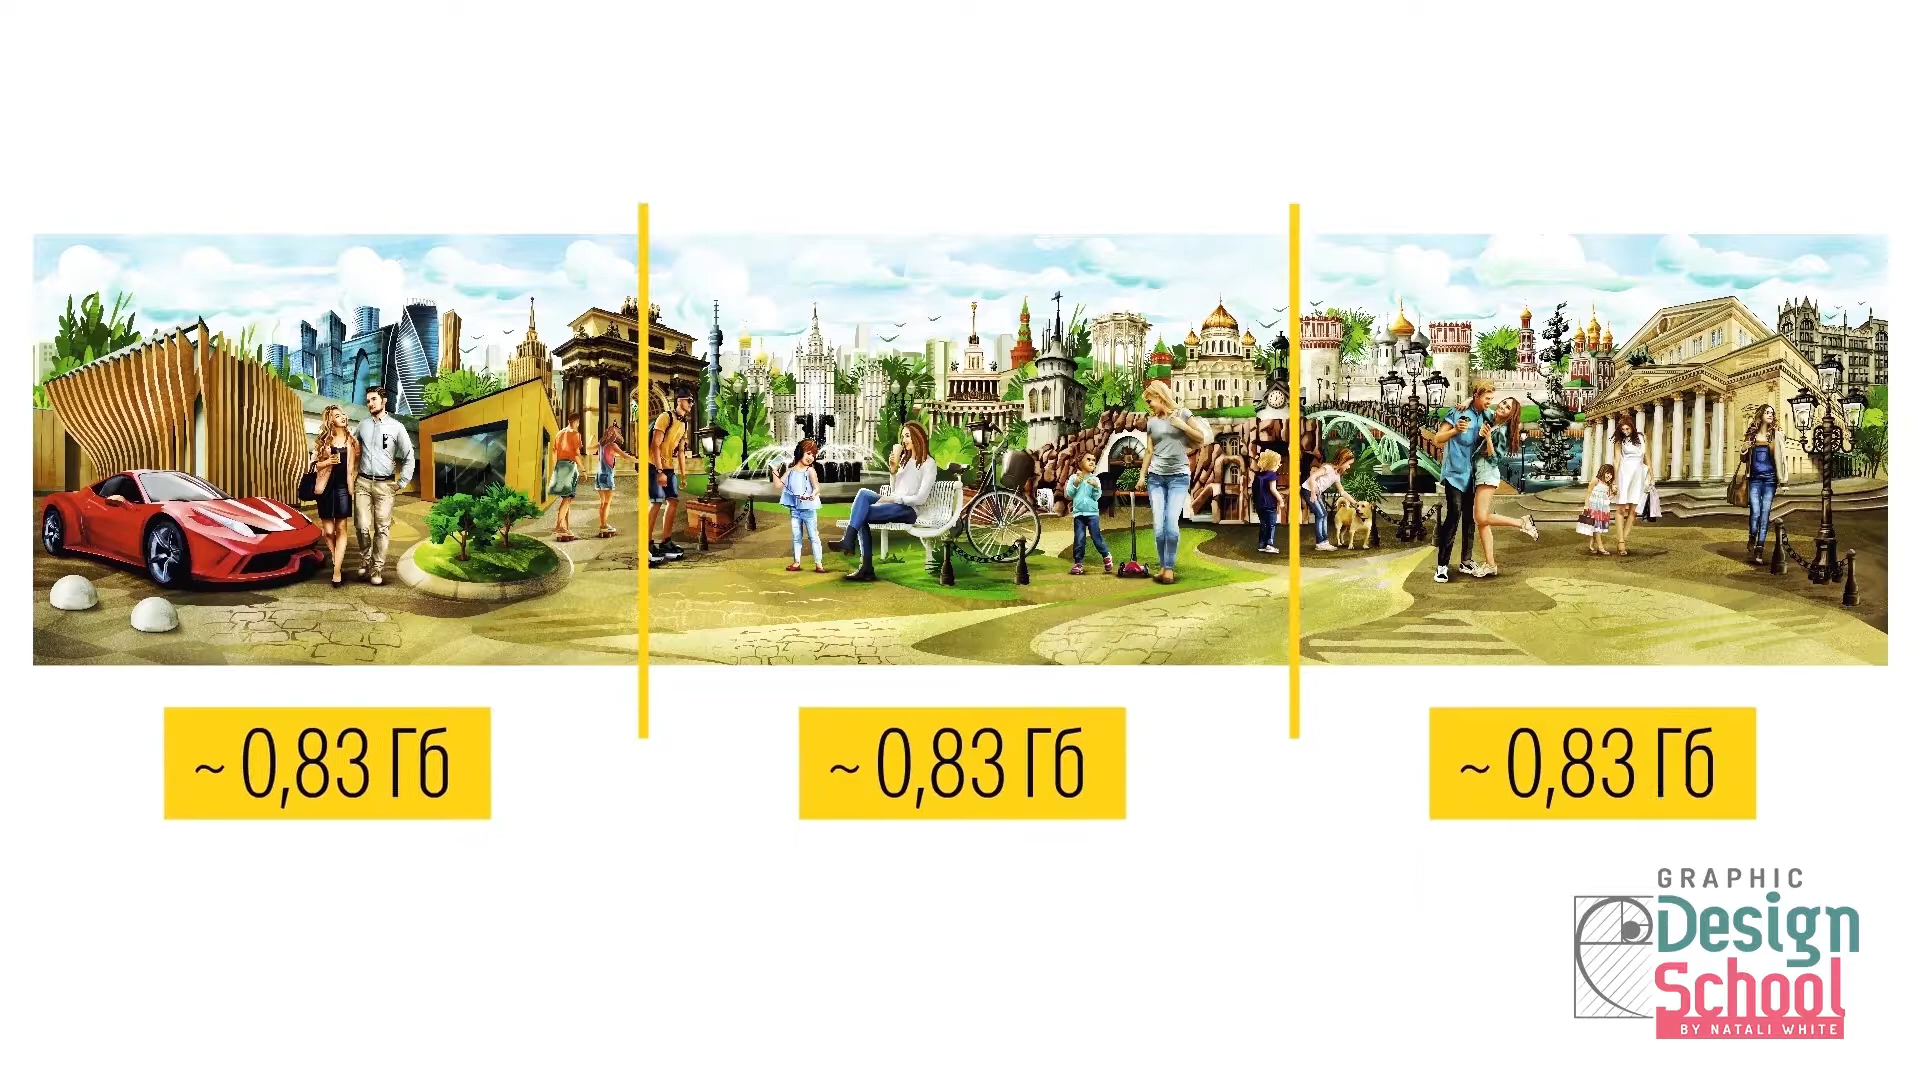 ~ 0,83 Гб
~ 0,83 Гб
~ 0,83 Гб
GRAPHIC
Design
School
BY NATALI WHITE